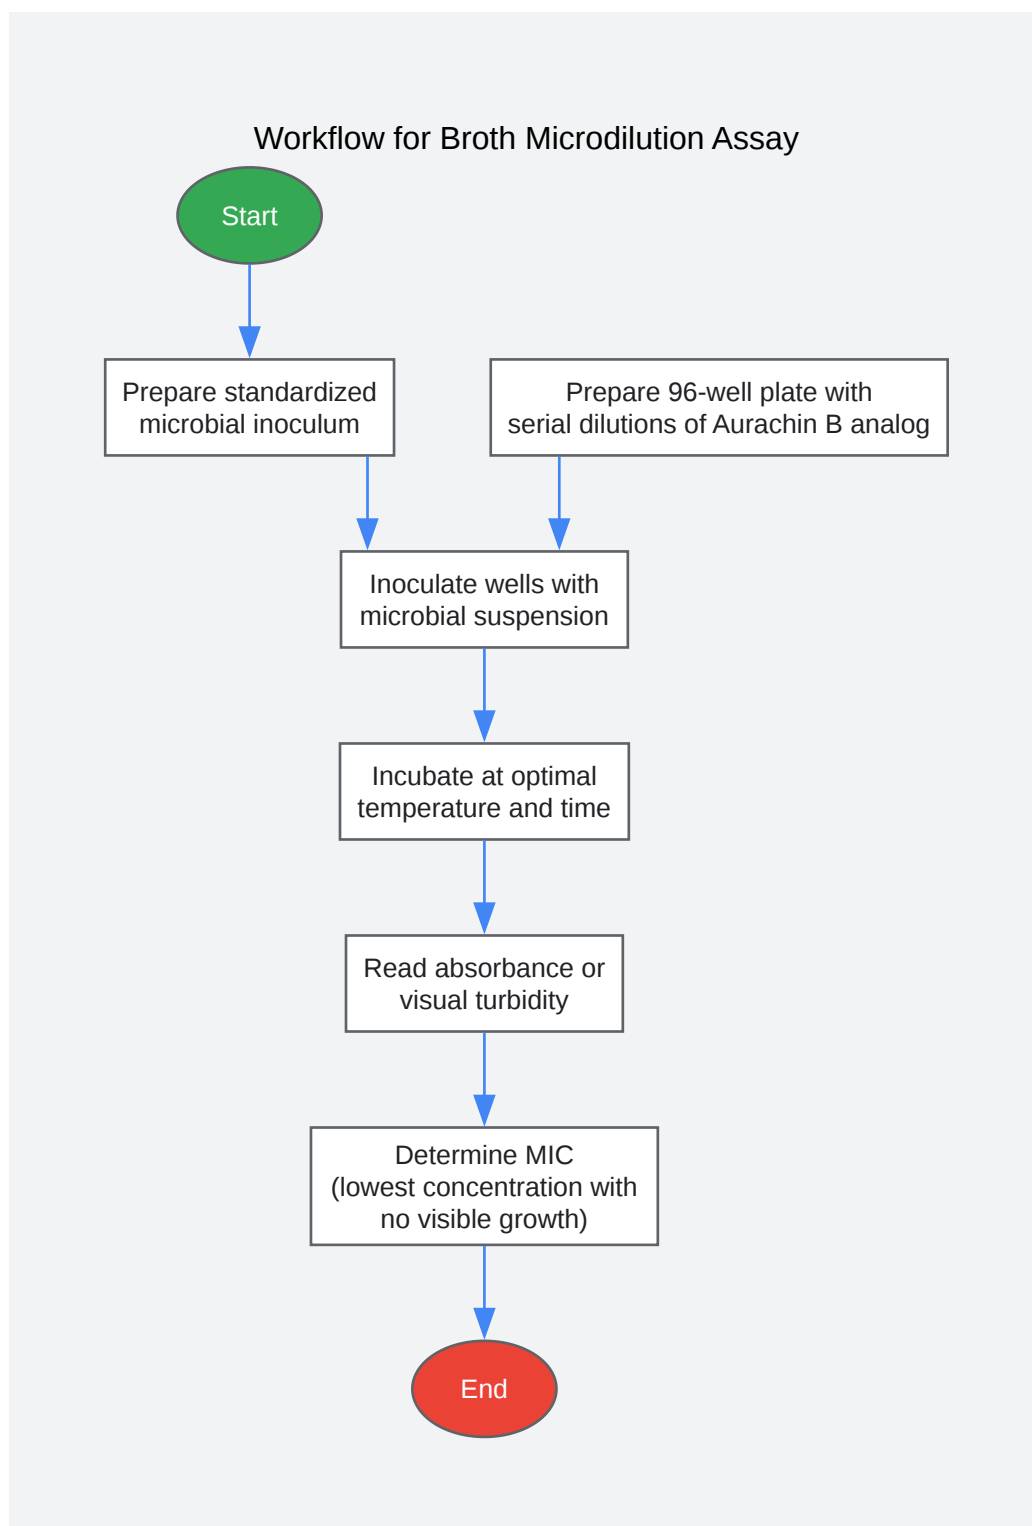 Workflow for Broth Microdilution Assay
Start
Prepare standardized
microbial inoculum
Prepare 96-well plate with
serial dilutions of Aurachin B analog
Inoculate wells with
microbial suspension
Incubate at optimal
temperature and time
Read absorbance or
visual turbidity
Determine MIC
(lowest concentration with
no visible growth)
End